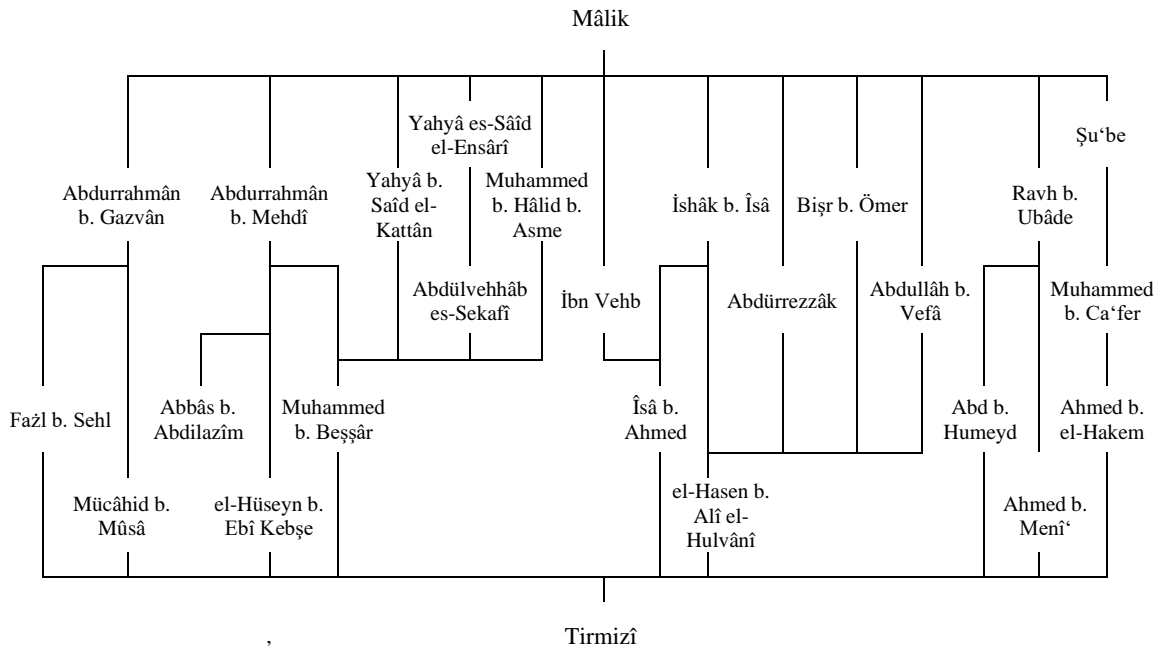 Mâlik
Yahyâ es-Sâîd
el-Ensârî
Şu‘be
Abdurrahmân
b. Gazvân
Abdurrahmân
b. Mehdî
Yahyâ b.
Saîd el-
Kattân
Muhammed
b. Hâlid b.
Asme
İshâk b. Îsâ
Bişr b. Ömer
Ravh b.
Ubâde
Abdülvehhâb
es-Sekafî
İbn Vehb
Abdürrezzâk
Abdullâh b.
Vefâ
Muhammed
b. Ca‘fer
Fażl b. Sehl
Abbâs b.
Abdilazîm
Muhammed
b. Beşşâr
Îsâ b.
Ahmed
Abd b.
Humeyd
Ahmed b.
el-Hakem
Mücâhid b.
Mûsâ
el-Hüseyn b.
Ebî Kebşe
el-Hasen b.
Alî el-
Hulvânî
Ahmed b.
Menî‘
,
Tirmizî